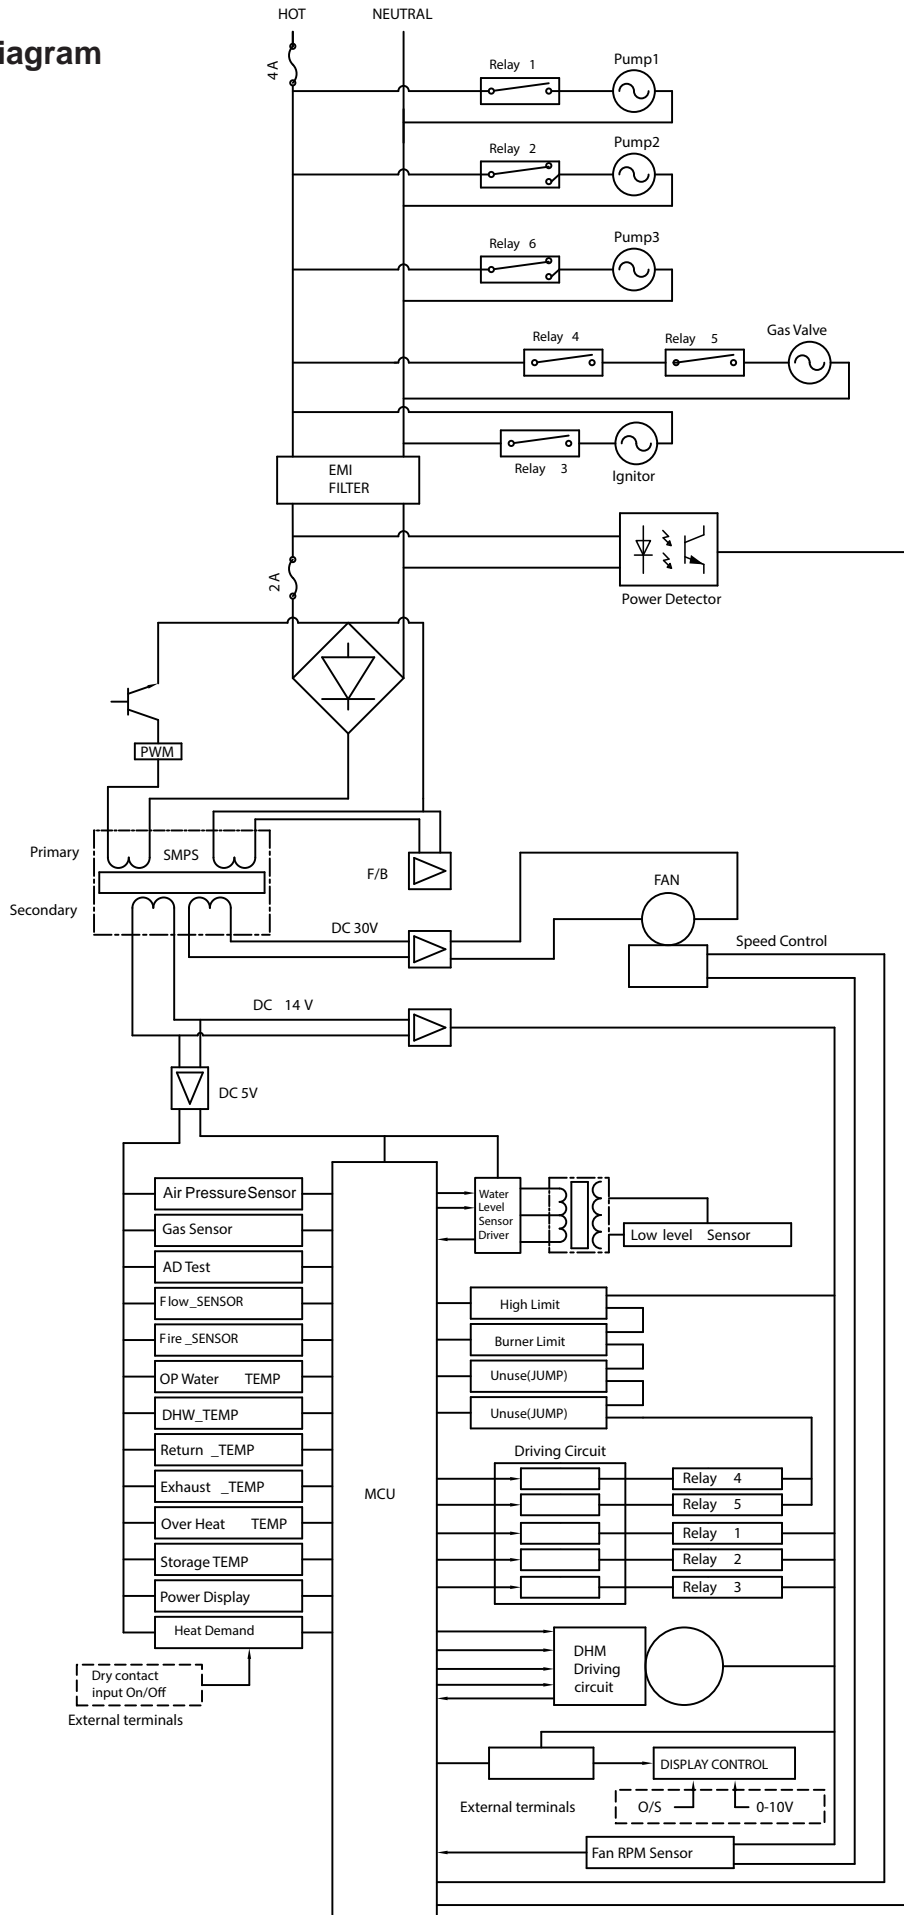 HOT NEUTRAL
iagram
4 A
Relay 1 Pump1
Relay 2 Pump2
Relay 6 Pump3
Relay 4 Relay 5 Gas Valve
EMI
FILTER
Relay 3 Ignitor
2 A
Power Detector
PWM
Primary SMPS
F/B
Secondary
DC 30V
FAN
Speed Control
DC 14 V
DC 5V
Air Pressure Sensor
Gas Sensor
AD Test
Flow_SENSOR
Fire _SENSOR
OP Water TEMP
DHW_TEMP
Return _TEMP
Exhaust _TEMP
Over Heat TEMP
Storage TEMP
Power Display
Heat Demand
Dry contact
input On/Off
External terminals
MCU
Water
Level
Sensor
Driver
Low level Sensor
High Limit
Burner Limit
Unuse(JUMP)
Unuse(JUMP)
Driving Circuit
Relay 4
Relay 5
Relay 1
Relay 2
Relay 3
DHM
Driving
circuit
DISPLAY CONTROL
External terminals
O/S 0-10V
Fan RPM Sensor